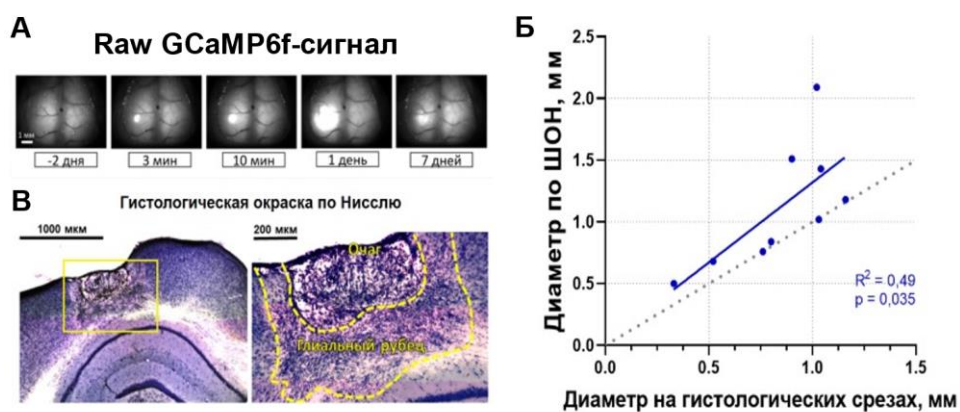 А
Raw GCaMP6f-сигнал
1 мм
-2 дня
3 мин
10 мин
1 день
7 дней
В
Гистологическая окраска по Нисслю
1000 мкм
200 мкм
Очаг
Глиальный рубец
Б
Диаметр по ШОН, мм
2.5
2.0
1.5
1.0
0.5
0.0
R² = 0,49
p = 0,035
0.0
0.5
1.0
1.5
Диаметр на гистологических срезах, мм